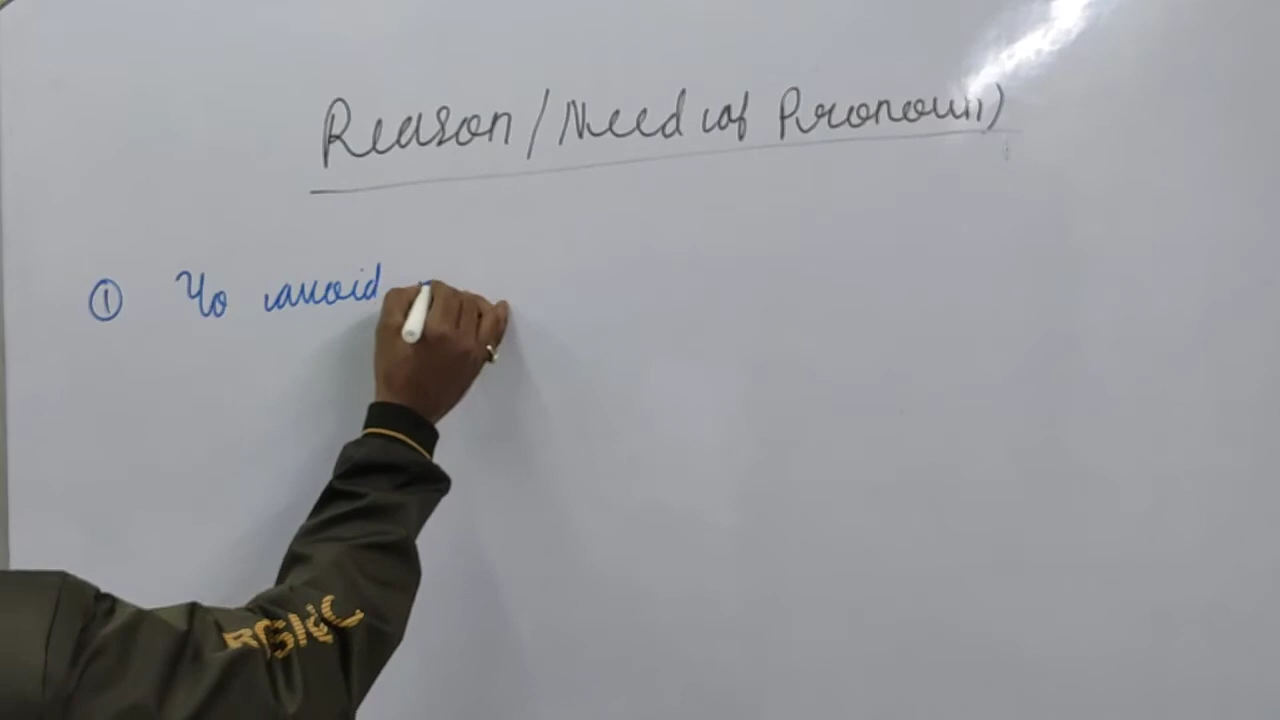 Reason/Need of Pronoun)
① To avoid